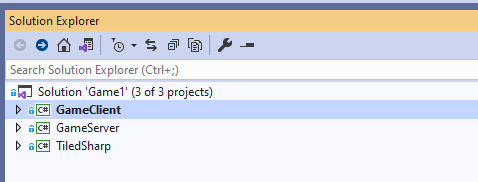 Solution Explorer
Search Solution Explorer (Ctrl+;)
Solution 'Game1' (3 of 3 projects)
C# GameClient
C# GameServer
C# TiledSharp